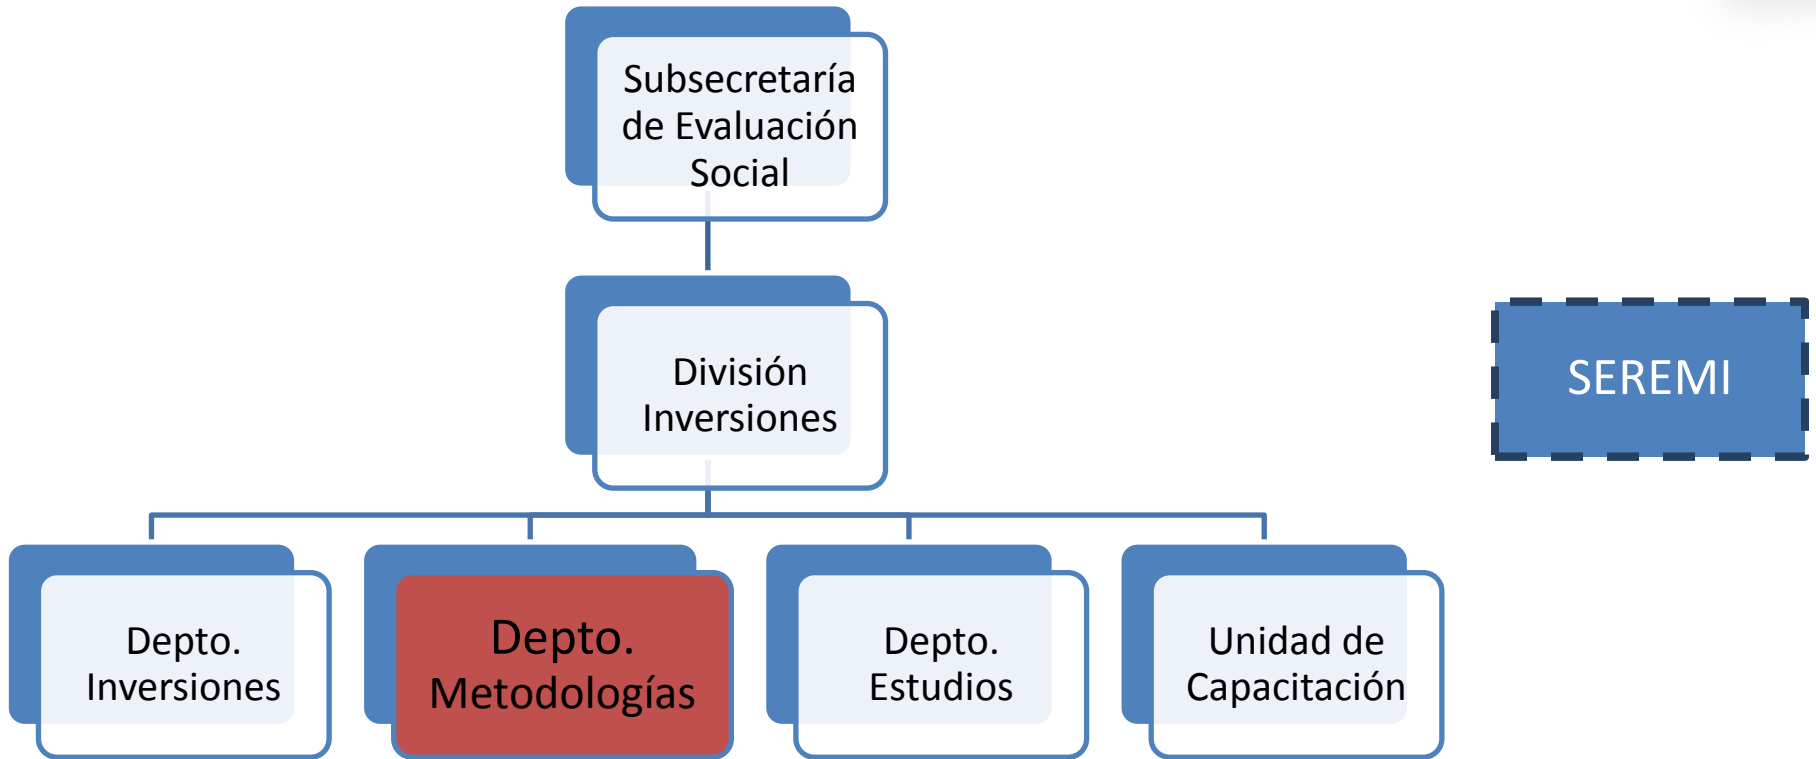 Subsecretaría
de Evaluación
Social
División
Inversiones
SEREMI
Depto.
Inversiones
Depto.
Metodologías
Depto.
Estudios
Unidad de
Capacitación